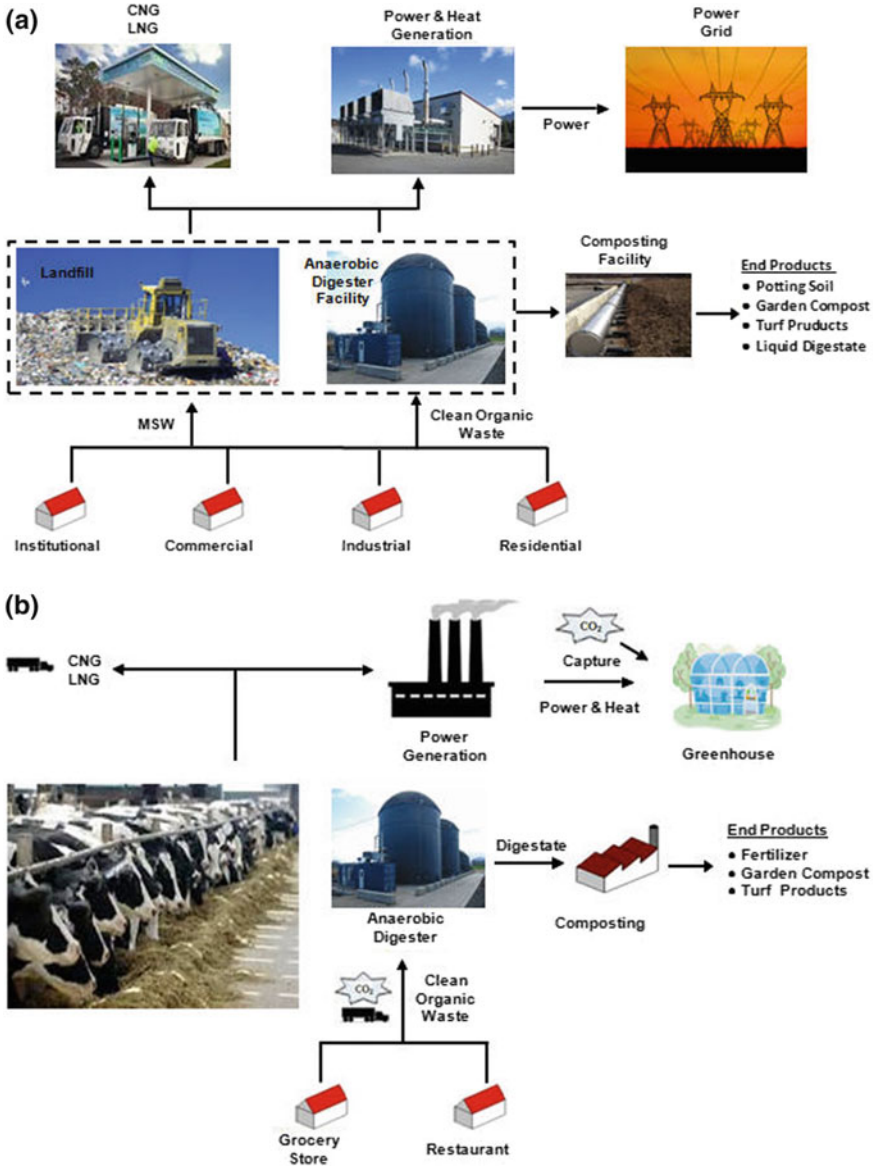 (a)
CNG
LNG
Power & Heat
Generation
Power
Grid
Power
Landfill
Anaerobic
Digester
Facility
Composting
Facility
End Products
• Potting Soil
• Garden Compost
• Turf Pruducts
• Liquid Digestate
MSW
Clean Organic
Waste
Institutional
Commercial
Industrial
Residential
(b)
CNG
LNG
Power
Generation
CO₂
Capture
Power & Heat
Greenhouse
Anaerobic
Digester
Digestate
Composting
End Products
• Fertilizer
• Garden Compost
• Turf Products
CO₂
Clean
Organic
Waste
Grocery
Store
Restaurant